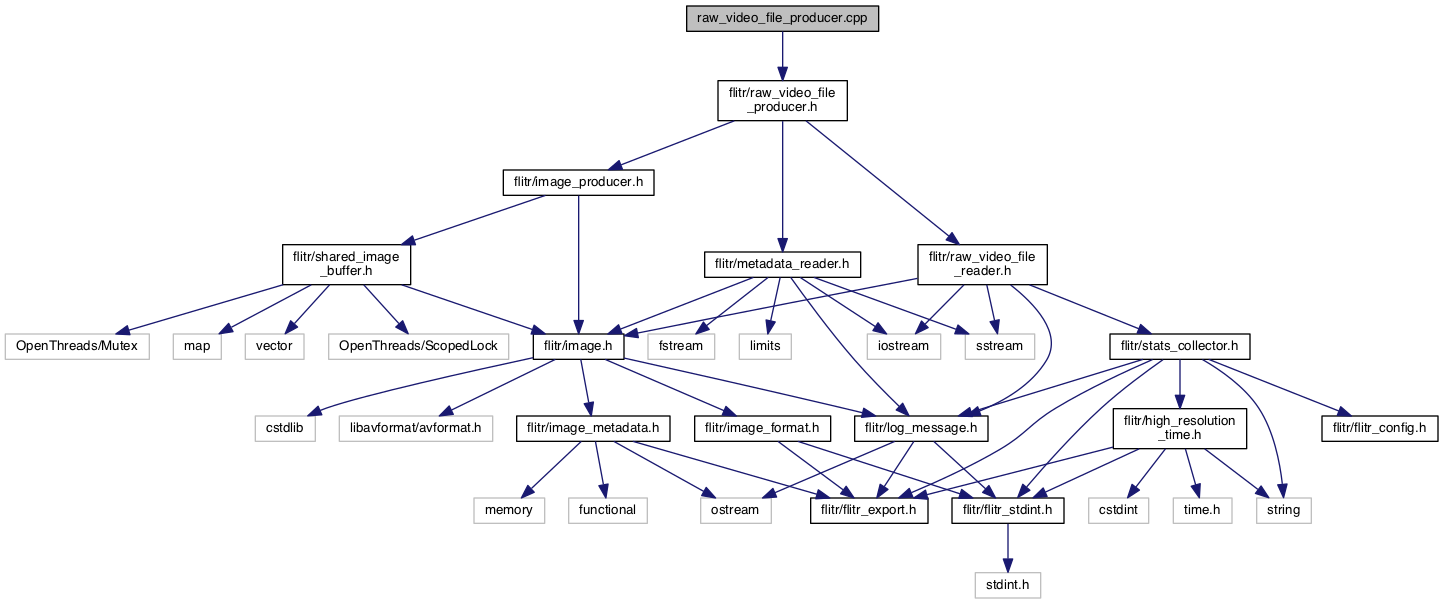 raw_video_file_producer.cpp
flitr/raw_video_file
_producer.h
flitr/image_producer.h
flitr/shared_image
_buffer.h
flitr/metadata_reader.h
flitr/raw_video_file
_reader.h
OpenThreads/Mutex
map
vector
OpenThreads/ScopedLock
flitr/image.h
fstream
limits
iostream
sstream
flitr/stats_collector.h
cstdlib
libavformat/avformat.h
flitr/image_metadata.h
flitr/image_format.h
flitr/log_message.h
flitr/high_resolution
_time.h
flitr/flitr_config.h
memory
functional
ostream
flitr/flitr_export.h
flitr/flitr_stdint.h
cstdint
time.h
string
stdint.h